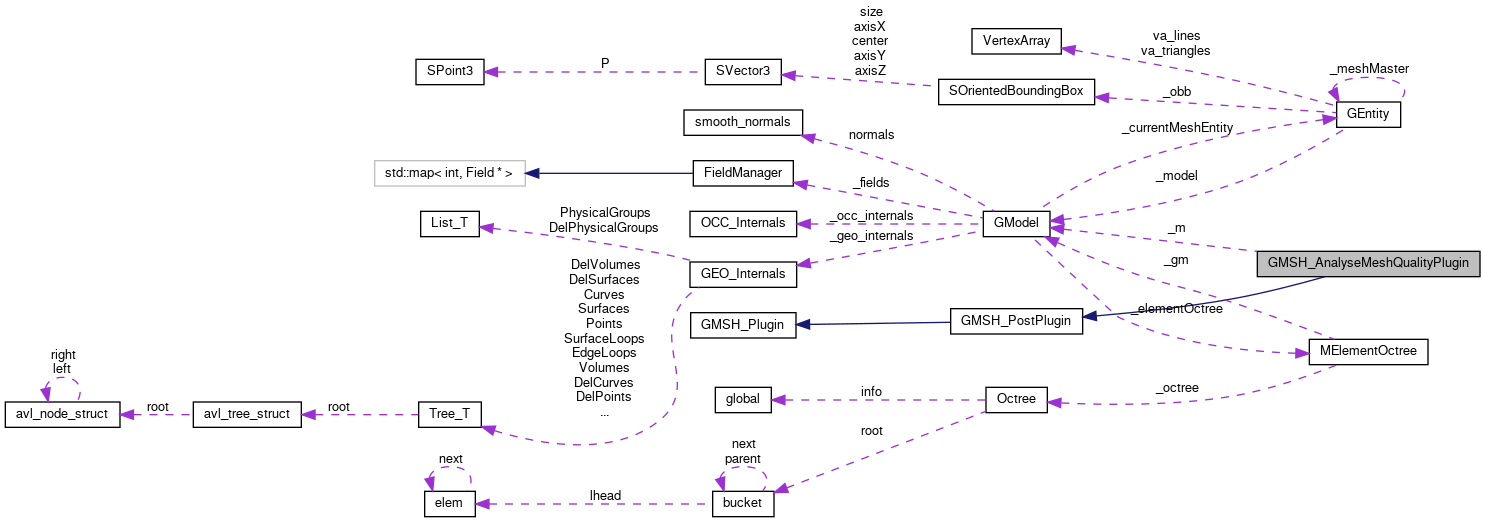 size
axisX
center
axisY
axisZ
va_lines
va_triangles
VertexArray
SPoint3
P
SVector3
SOrientedBoundingBox
_obb
_meshMaster
GEntity
smooth_normals
normals
_currentMeshEntity
std::map< int, Field * >
FieldManager
_fields
_model
List_T
PhysicalGroups
DelPhysicalGroups
OCC_Internals
_occ_internals
GModel
_m
_geo_internals
GEO_Internals
_gm
GMSH_AnalyseMeshQualityPlugin
DelVolumes
DelSurfaces
Curves
Surfaces
Points
SurfaceLoops
EdgeLoops
Volumes
DelCurves
DelPoints
...
GMSH_Plugin
GMSH_PostPlugin
_elementOctree
MElementOctree
right
left
avl_node_struct
root
avl_tree_struct
root
Tree_T
global
info
Octree
_octree
root
next
parent
next
elem
lhead
bucket